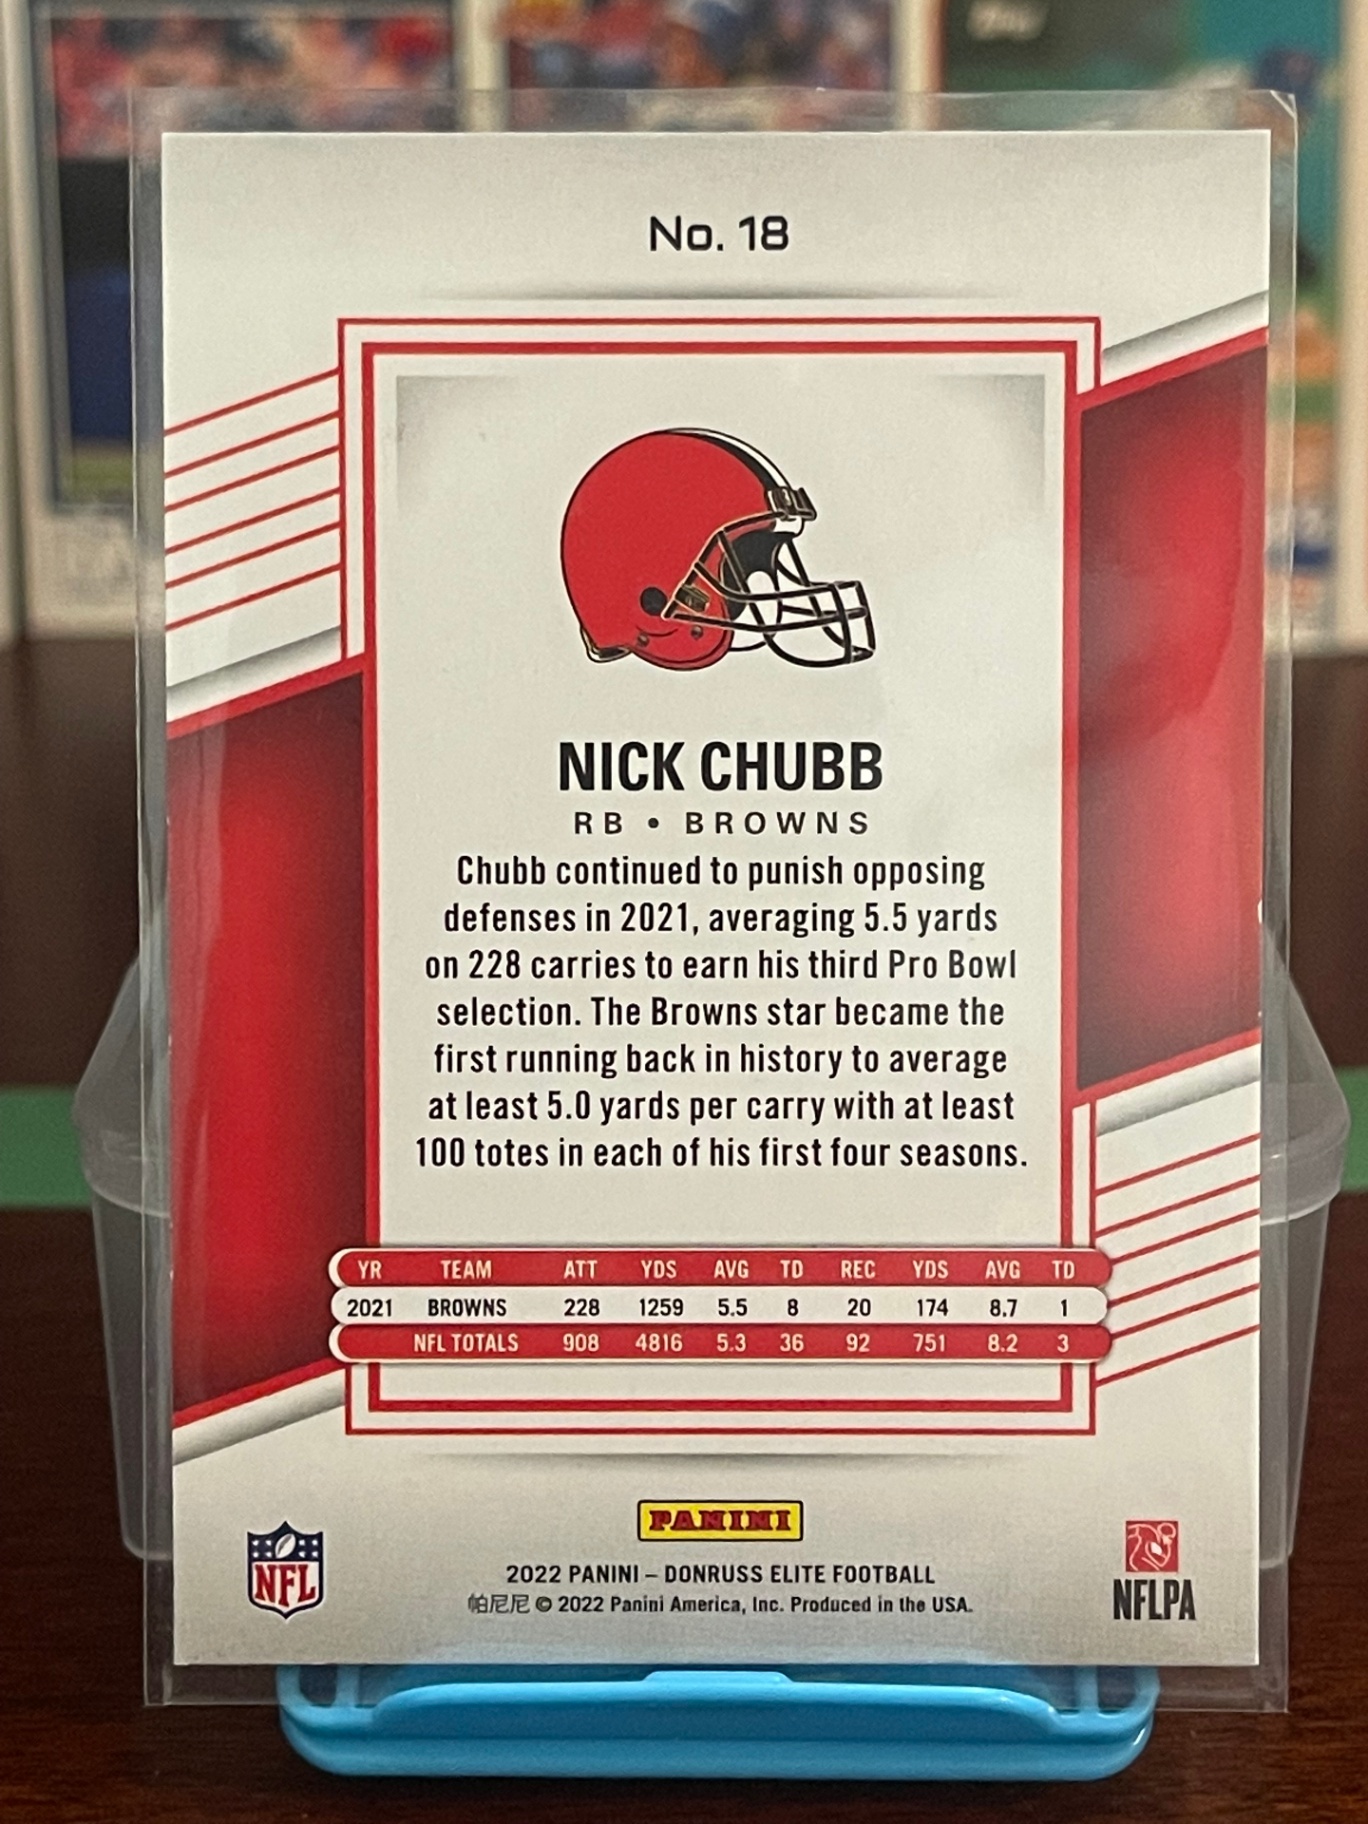 No. 18
NICK CHUBB
RB • BROWNS
Chubb continued to punish opposing
defenses in 2021, averaging 5.5 yards
on 228 carries to earn his third Pro Bowl
selection. The Browns star became the
first running back in history to average
at least 5.0 yards per carry with at least
100 totes in each of his first four seasons.
YR TEAM ATT YDS AVG TD REC YDS AVG TD
2021 BROWNS 228 1259 5.5 8 20 174 8.7 1
NFL TOTALS 908 4816 5.3 36 92 751 8.2 3
PANINI
NFL
2022 PANINI – DONRUSS ELITE FOOTBALL
帕尼尼 © 2022 Panini America, Inc. Produced in the USA.
NFLPA